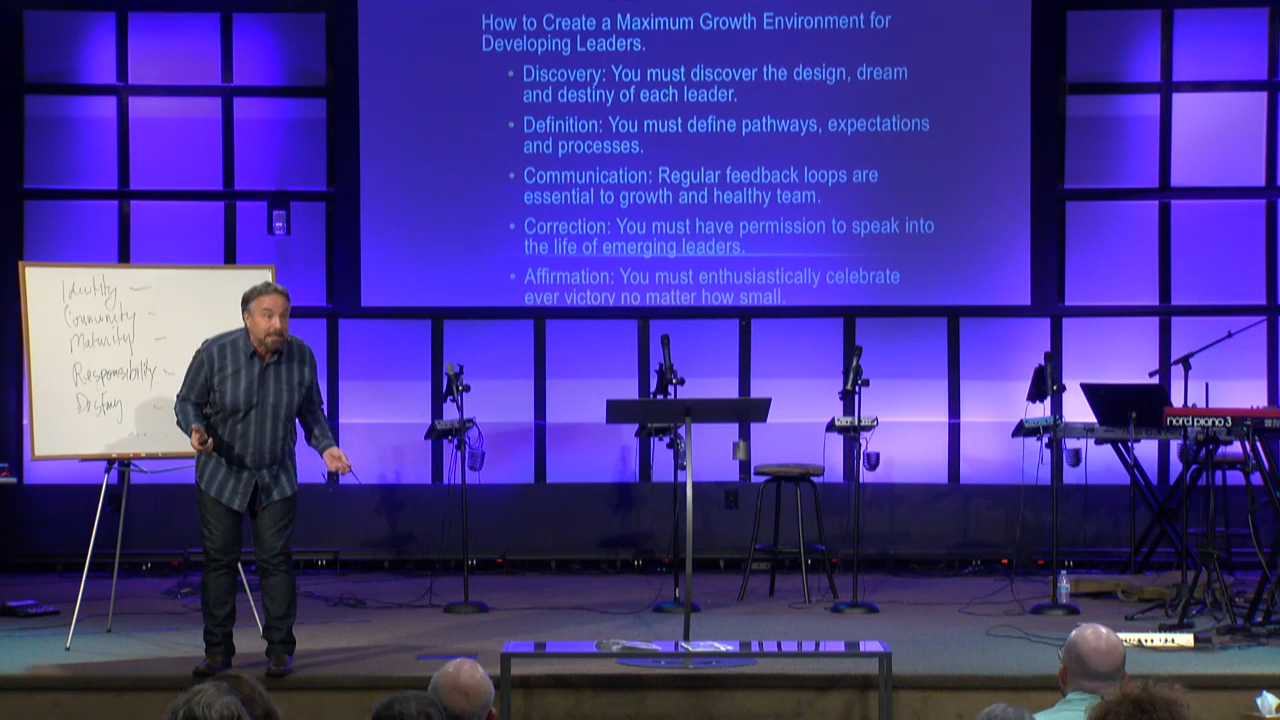 How to Create a Maximum Growth Environment for
Developing Leaders.
• Discovery: You must discover the design, dream
and destiny of each leader.
• Definition: You must define pathways, expectations
and processes.
• Communication: Regular feedback loops are
essential to growth and healthy team.
• Correction: You must have permission to speak into
the life of emerging leaders.
• Affirmation: You must enthusiastically celebrate
ever victory no matter how small.
Identity –
Community –
Maturity –
Responsibility –
Destiny –
nord piano 3